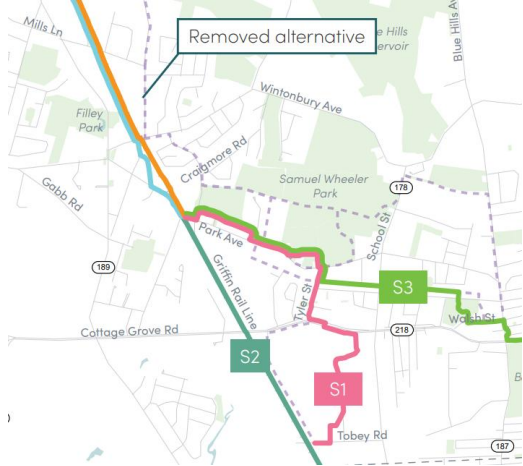 Mills Ln
Removed alternative
Blue Hills
Hills
Filley
Park
Wintonbury Ave
Craigmore Rd
Gabb Rd
Samuel Wheeler
Park
178
School St
Park Ave
189
Griffin Rail Line
Tyler St
S3
Walsh St
Cottage Grove Rd
218
S2
S1
Tobey Rd
187